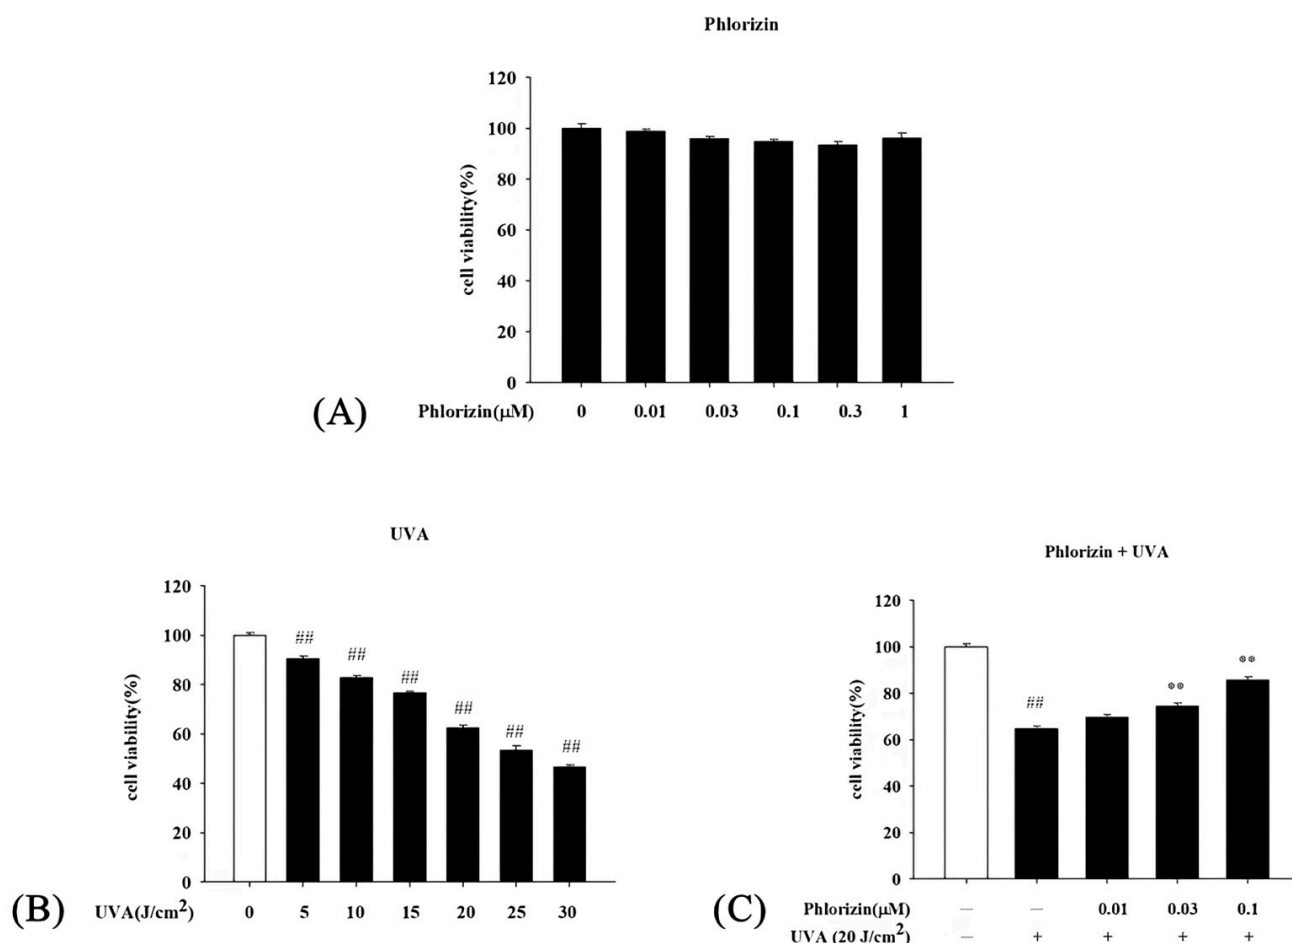 Phlorizin
120
100
80
60
40
20
0
cell viability(%)
(A)
Phlorizin(μM) 0 0.01 0.03 0.1 0.3 1
UVA
120
100
80
60
40
20
0
cell viability(%)
## ## ## ## ## ##
(B)
UVA(J/cm²) 0 5 10 15 20 25 30
Phlorizin + UVA
120
100
80
60
40
20
0
cell viability(%)
## ** **
(C)
Phlorizin(μM) — — 0.01 0.03 0.1
UVA (20 J/cm²) — + + + +